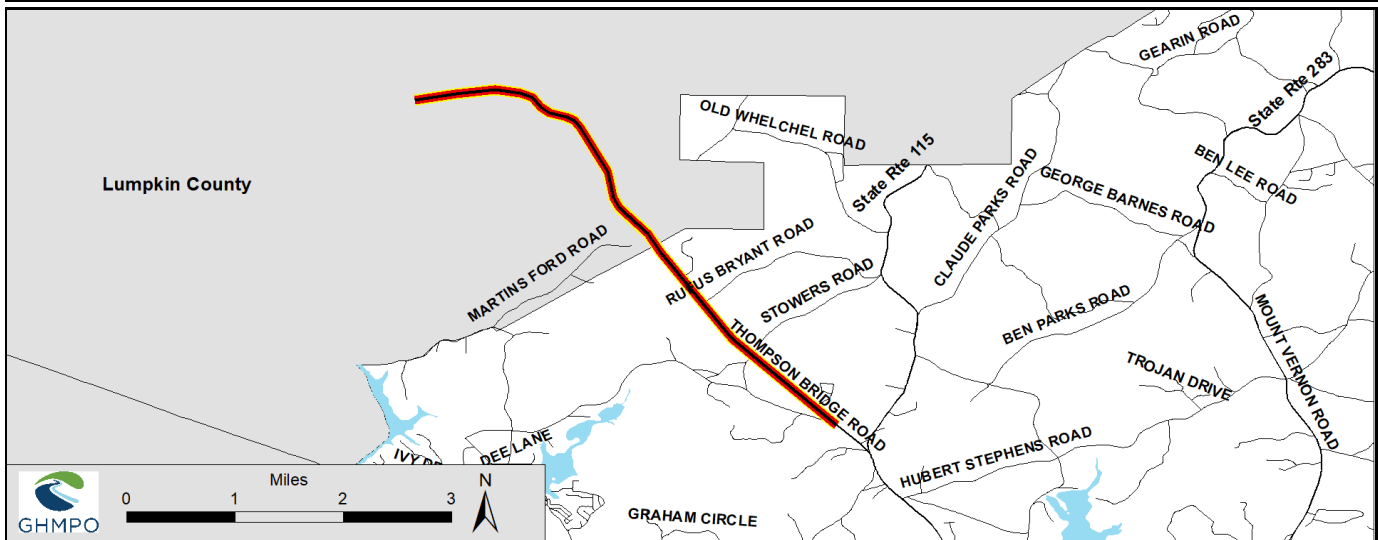 GEARIN ROAD
State Rte 283
OLD WHELCHEL ROAD
State Rte 115
BEN LEE ROAD
Lumpkin County
CLAUDE PARKS ROAD
GEORGE BARNES ROAD
MARTINS FORD ROAD
RUFUS BRYANT ROAD
STOWERS ROAD
BEN PARKS ROAD
MOUNT VERNON ROAD
THOMPSON BRIDGE ROAD
TROJAN DRIVE
IVY
DEE LANE
HUBERT STEPHENS ROAD
GRAHAM CIRCLE
GHMPO
Miles
0 1 2 3
N